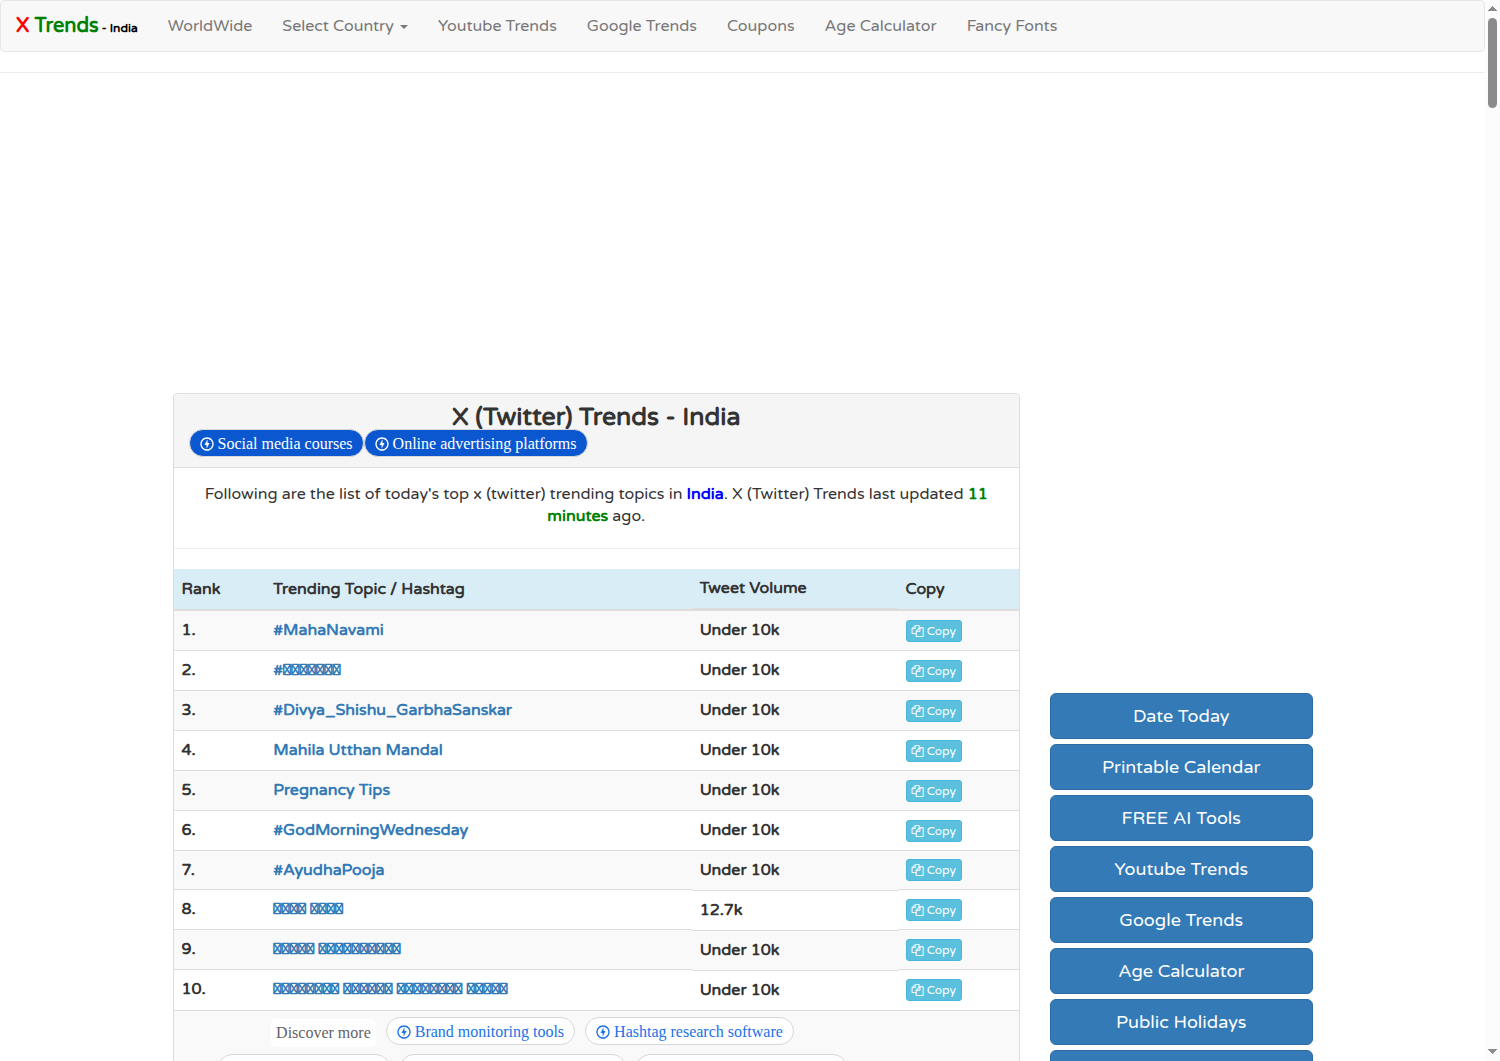 X Trends - India WorldWide Select Country Youtube Trends Google Trends Coupons Age Calculator Fancy Fonts
X (Twitter) Trends - India
Social media courses Online advertising platforms
Following are the list of today's top x (twitter) trending topics in India. X (Twitter) Trends last updated 11
minutes ago.
Rank Trending Topic / Hashtag Tweet Volume Copy
1. #MahaNavami Under 10k Copy
2. # Under 10k Copy
3. #Divya_Shishu_GarbhaSanskar Under 10k Copy
4. Mahila Utthan Mandal Under 10k Copy
5. Pregnancy Tips Under 10k Copy
6. #GodMorningWednesday Under 10k Copy
7. #AyudhaPooja Under 10k Copy
8. 12.7k Copy
9. Under 10k Copy
10. Under 10k Copy
Discover more Brand monitoring tools Hashtag research software
Date Today
Printable Calendar
FREE AI Tools
Youtube Trends
Google Trends
Age Calculator
Public Holidays